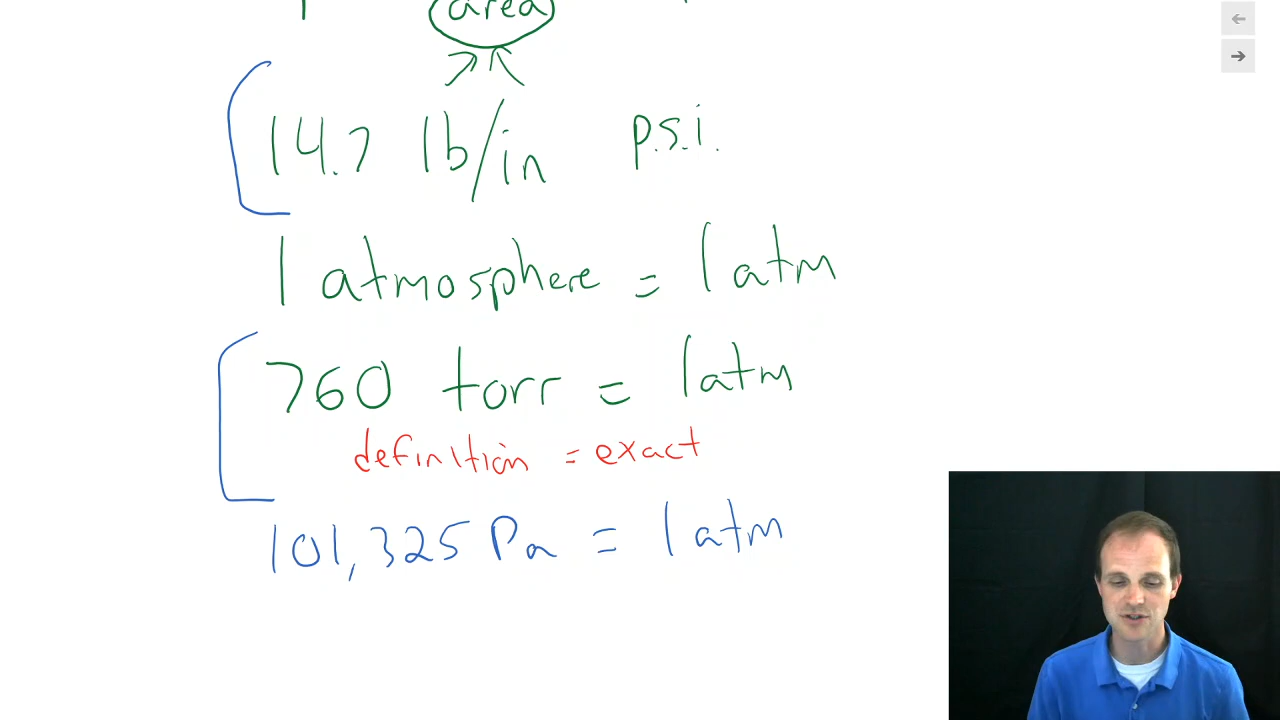 area
14.7 lb/in p.s.i.
1 atmosphere = 1 atm
760 torr = 1 atm
definition = exact
101,325 Pa = 1 atm